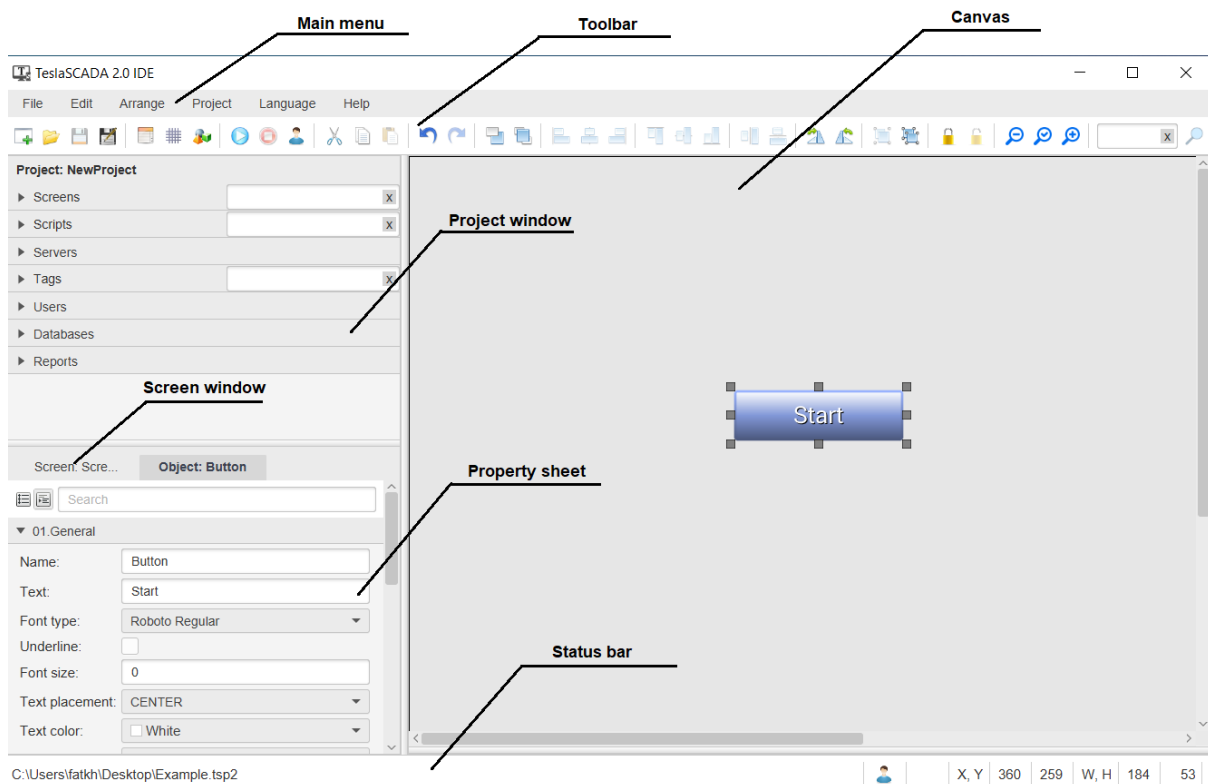 Main menu
Toolbar
Canvas
TeslaSCADA 2.0 IDE
File Edit Arrange Project Language Help
x
Project: NewProject
Screens x
Scripts x
Project window
Servers
Tags x
Users
Databases
Reports
Screen window
Start
Screen: Scre... Object: Button
Property sheet
Search
01.General
Name: Button
Text: Start
Font type: Roboto Regular
Underline:
Status bar
Font size: 0
Text placement: CENTER
Text color: White
C:\Users\fatkh\Desktop\Example.tsp2 X, Y 360 259 W, H 184 53